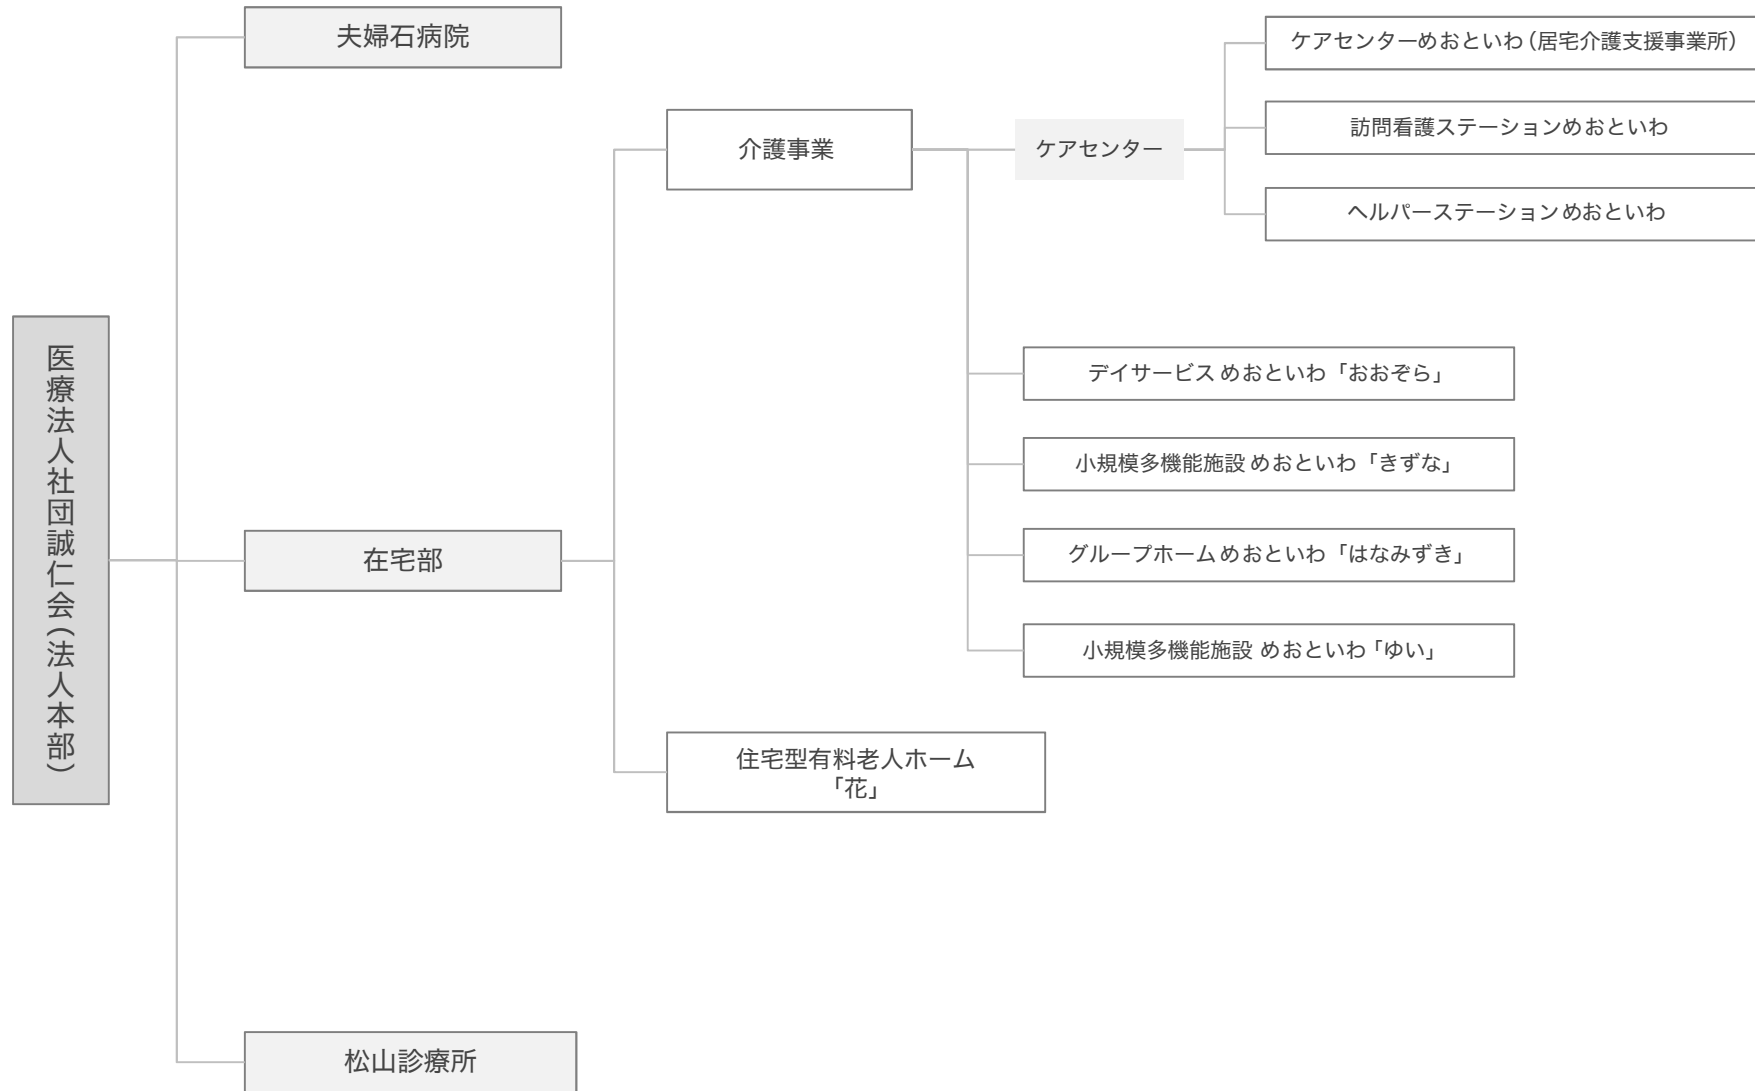 医療法人社団誠仁会(法人本部)
夫婦石病院
在宅部
松山診療所
介護事業
住宅型有料老人ホーム
「花」
ケアセンター
ケアセンターめおといわ(居宅介護支援事業所)
訪問看護ステーションめおといわ
ヘルパーステーションめおといわ
デイサービス めおといわ「おおぞら」
小規模多機能施設 めおといわ「きずな」
グループホーム めおといわ「はなみずき」
小規模多機能施設 めおといわ「ゆい」